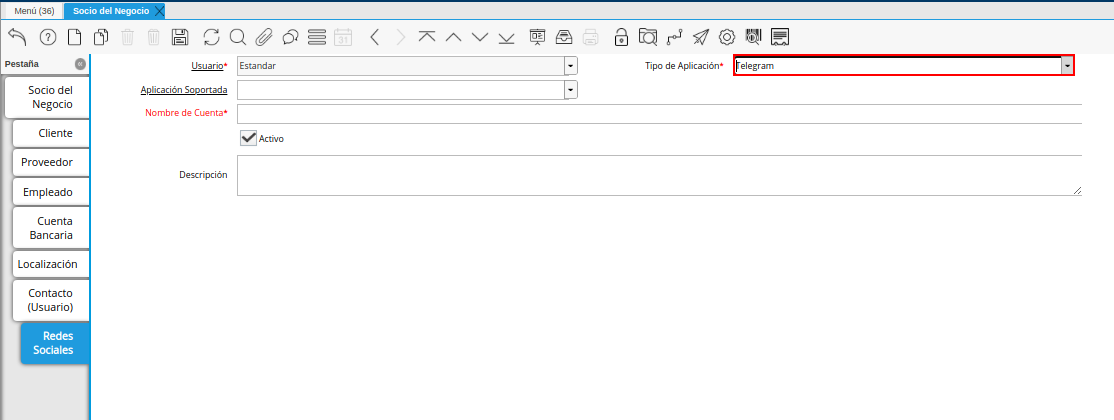 Menú (36)
Socio del Negocio
Pestaña
Socio del
Negocio
Cliente
Proveedor
Empleado
Cuenta
Bancaria
Localización
Contacto
(Usuario)
Redes
Sociales
Usuario*
Estandar
Tipo de Aplicación*
Telegram
Aplicación Soportada
Nombre de Cuenta*
Activo
Descripción
31